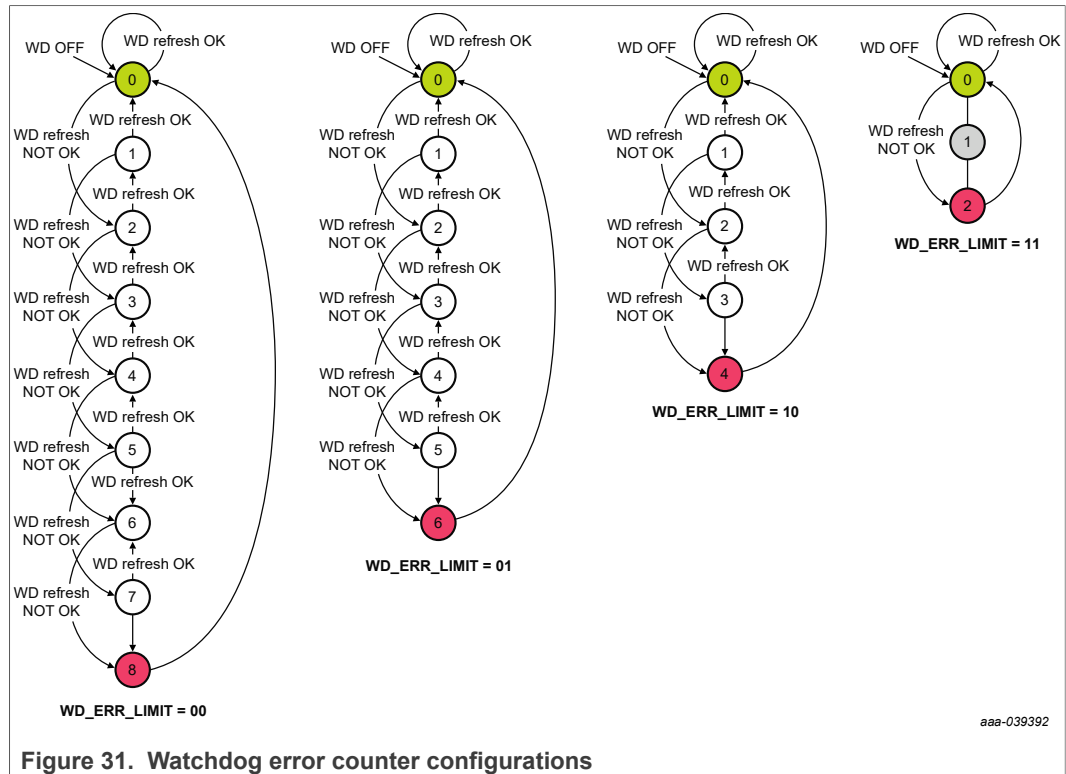 WD OFF
WD refresh OK
0
WD refresh OK
WD refresh
NOT OK
1
WD refresh OK
2
WD refresh
NOT OK
WD refresh OK
3
WD refresh
NOT OK
WD refresh OK
4
WD refresh
NOT OK
WD refresh OK
5
WD refresh
NOT OK
WD refresh OK
6
WD refresh
NOT OK
WD refresh OK
7
WD refresh
NOT OK
8
WD_ERR_LIMIT = 00
WD OFF
WD refresh OK
0
WD refresh OK
WD refresh
NOT OK
1
WD refresh OK
2
WD refresh
NOT OK
WD refresh OK
3
WD refresh
NOT OK
WD refresh OK
4
WD refresh
NOT OK
WD refresh OK
5
WD refresh
NOT OK
6
WD_ERR_LIMIT = 01
WD OFF
WD refresh OK
0
WD refresh OK
WD refresh
NOT OK
1
WD refresh OK
2
WD refresh
NOT OK
WD refresh OK
3
WD refresh
NOT OK
4
WD_ERR_LIMIT = 10
WD OFF
WD refresh OK
0
WD refresh
NOT OK
1
2
WD_ERR_LIMIT = 11
aaa-039392
Figure 31. Watchdog error counter configurations